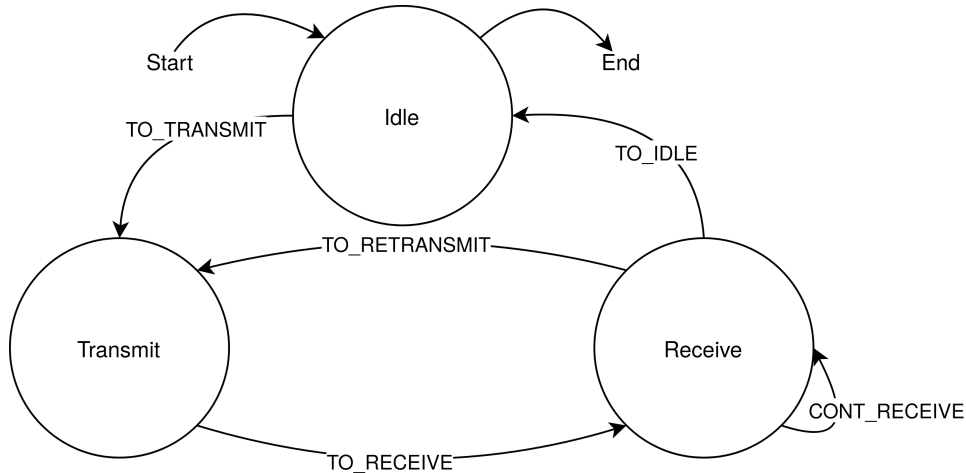 Start
End
Idle
TO_TRANSMIT
TO_IDLE
TO_RETRANSMIT
Transmit
Receive
CONT_RECEIVE
TO_RECEIVE